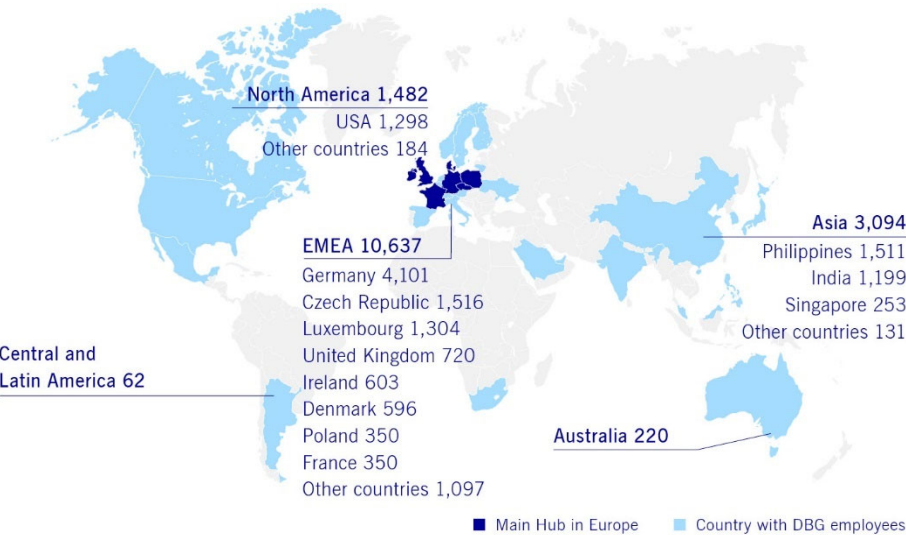 North America 1,482
USA 1,298
Other countries 184
EMEA 10,637
Germany 4,101
Czech Republic 1,516
Luxembourg 1,304
United Kingdom 720
Ireland 603
Denmark 596
Poland 350
France 350
Other countries 1,097
Asia 3,094
Philippines 1,511
India 1,199
Singapore 253
Other countries 131
Central and
Latin America 62
Australia 220
Main Hub in Europe
Country with DBG employees